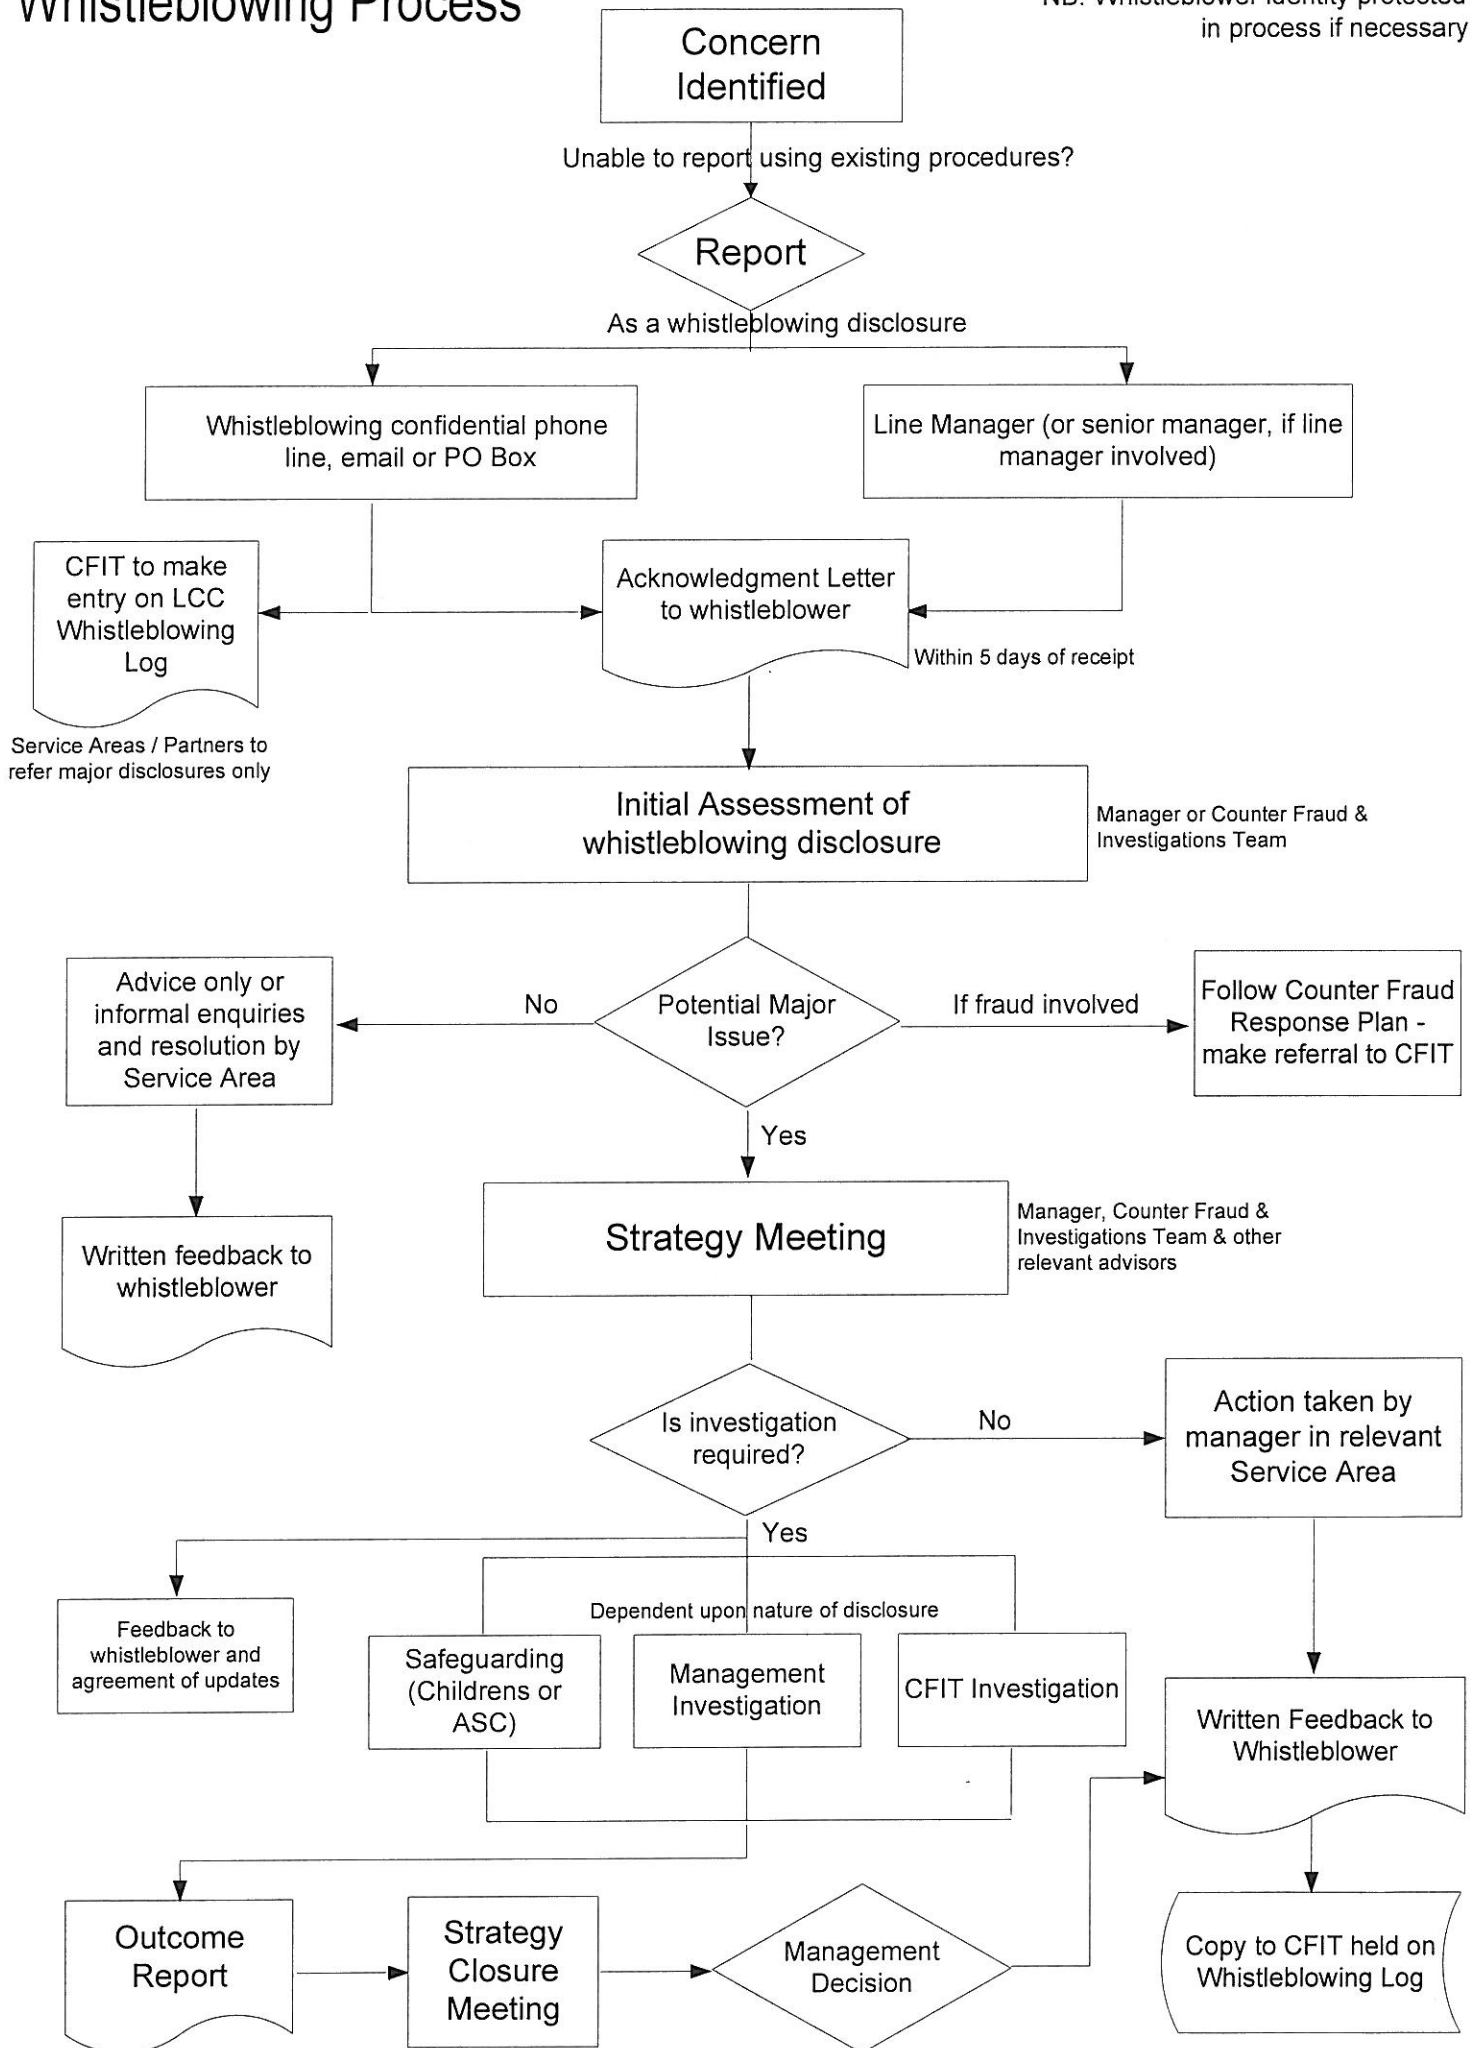 Whistleblowing Process
NB. Whistleblower identity protected
in process if necessary
Concern
Identified
Unable to report using existing procedures?
Report
As a whistleblowing disclosure
Whistleblowing confidential phone
line, email or PO Box
Line Manager (or senior manager, if line
manager involved)
CFIT to make
entry on LCC
Whistleblowing
Log
Acknowledgment Letter
to whistleblower
Within 5 days of receipt
Service Areas / Partners to
refer major disclosures only
Initial Assessment of
whistleblowing disclosure
Manager or Counter Fraud &
Investigations Team
Advice only or
informal enquiries
and resolution by
Service Area
No
Potential Major
Issue?
If fraud involved
Follow Counter Fraud
Response Plan -
make referral to CFIT
Yes
Written feedback to
whistleblower
Strategy Meeting
Manager, Counter Fraud &
Investigations Team & other
relevant advisors
Is investigation
required?
No
Action taken by
manager in relevant
Service Area
Yes
Feedback to
whistleblower and
agreement of updates
Dependent upon nature of disclosure
Safeguarding
(Childrens or
ASC)
Management
Investigation
CFIT Investigation
Written Feedback to
Whistleblower
Outcome
Report
Strategy
Closure
Meeting
Management
Decision
Copy to CFIT held on
Whistleblowing Log